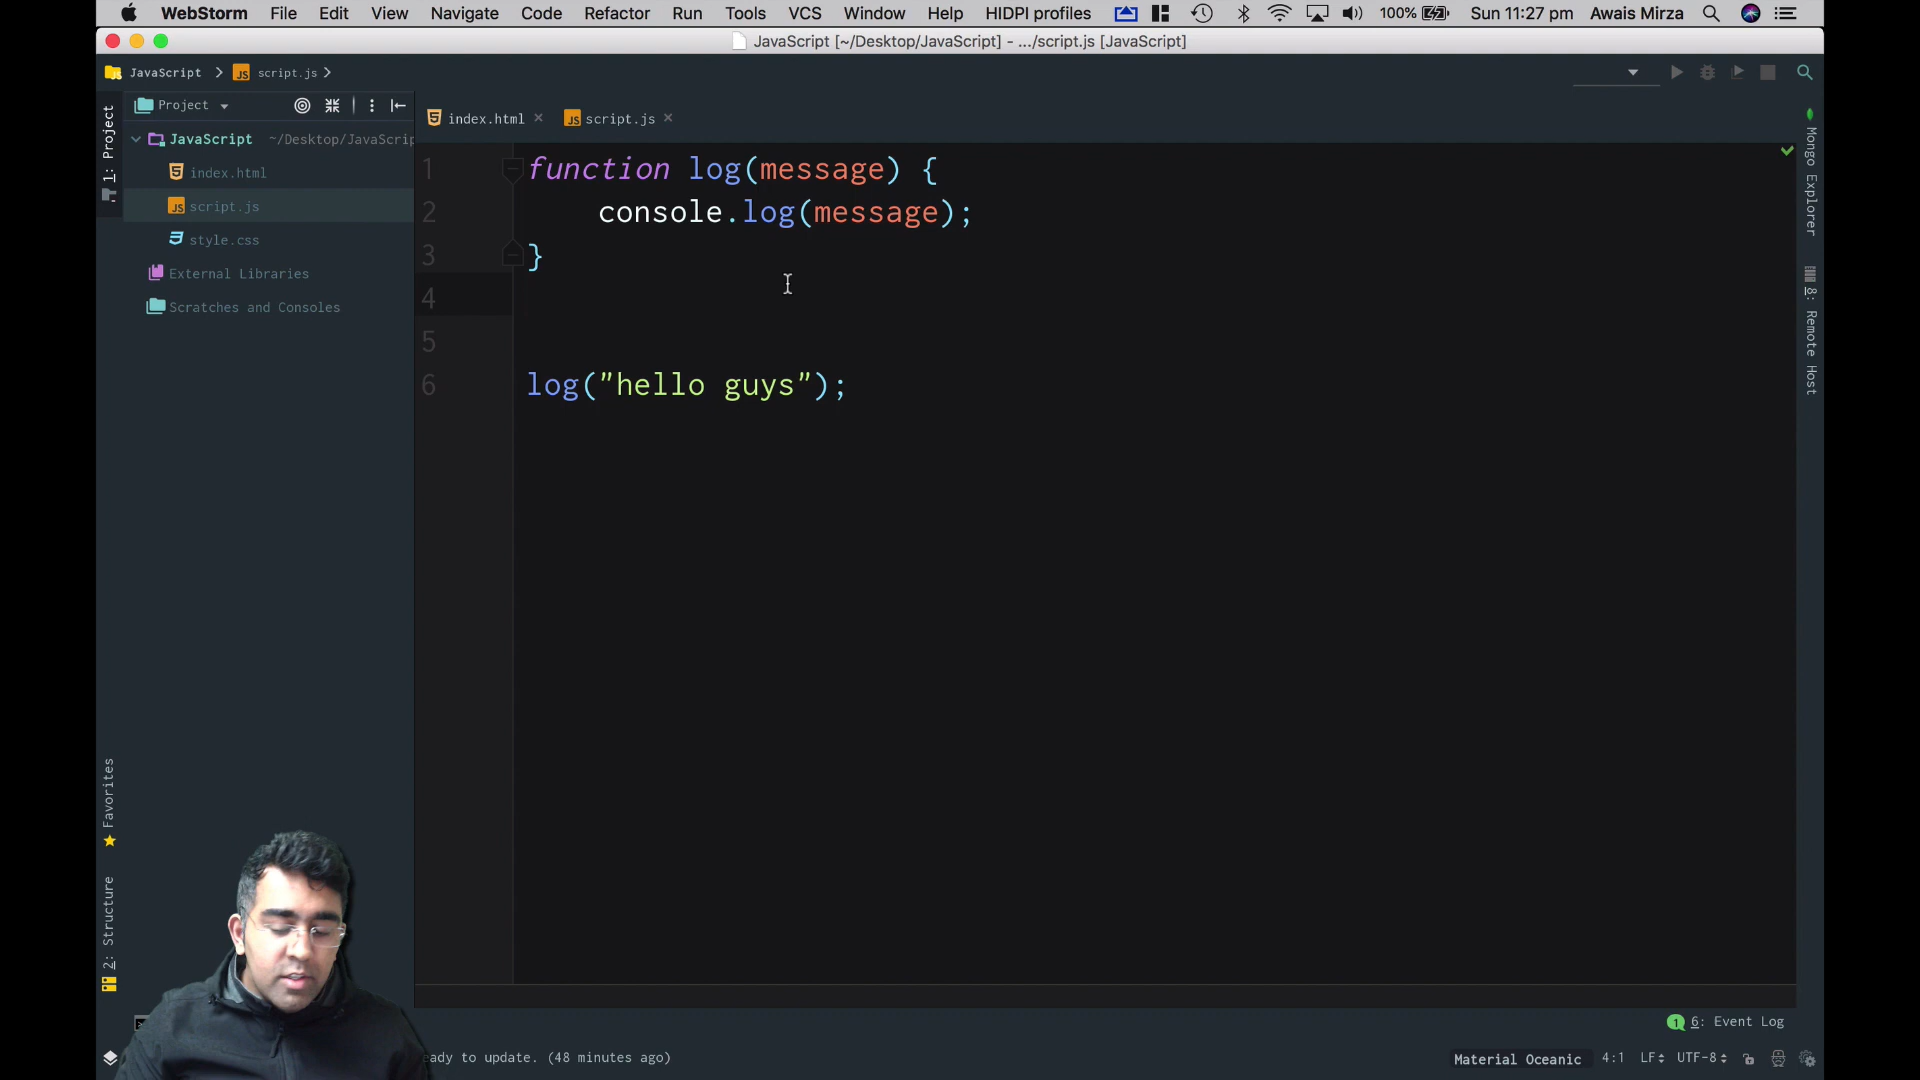 WebStorm File Edit View Navigate Code Refactor Run Tools VCS Window Help HIDPI profiles 100% Sun 11:27 pm Awais Mirza
JavaScript [~/Desktop/JavaScript] - .../script.js [JavaScript]
JavaScript script.js
Project
index.html script.js
JavaScript ~/Desktop/JavaScrip
index.html
script.js
style.css
External Libraries
Scratches and Consoles
1: Project
Favorites
2: Structure
1 function log(message) {
2 console.log(message);
3 }
4
5
6 log("hello guys");
Mongo Explorer
8: Remote Host
1 6: Event Log
eady to update. (48 minutes ago)
Material Oceanic 4:1 LF UTF-8